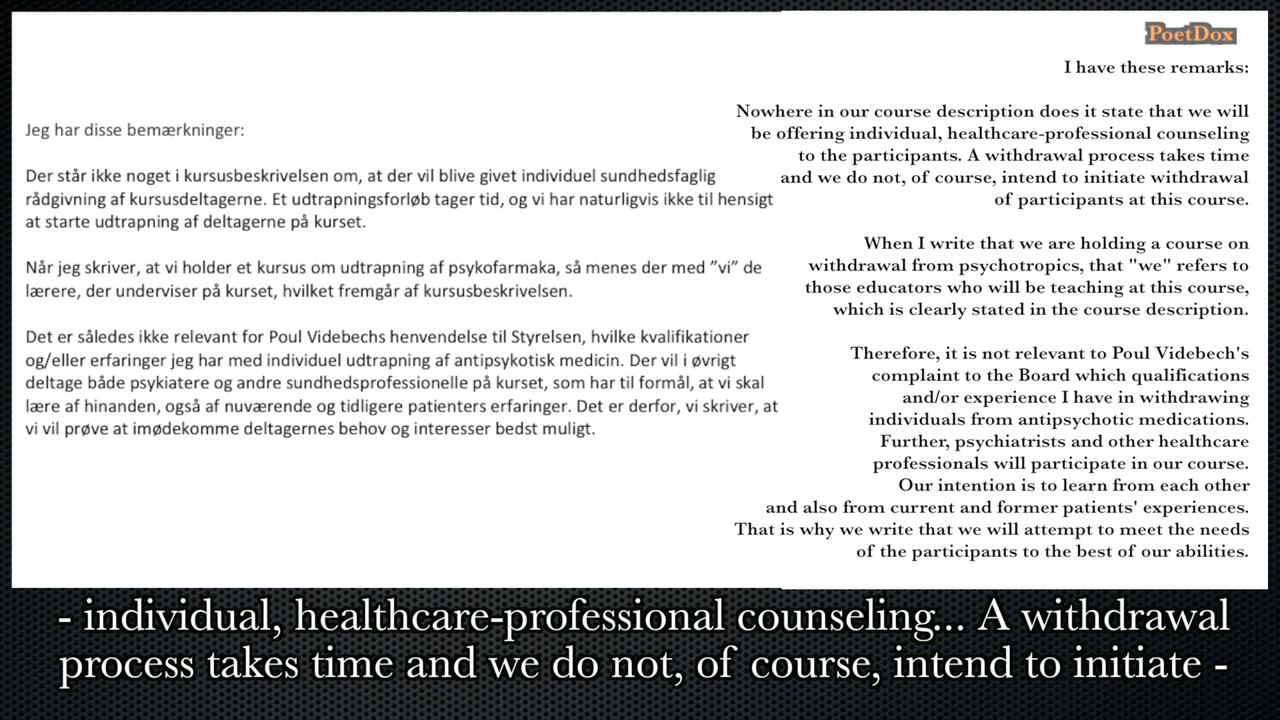 Jeg har disse bemærkninger:
Der står ikke noget i kursusbeskrivelsen om, at der vil blive givet individuel sundhedsfaglig
rådgivning af kursusdeltagerne. Et udtrapningsforløb tager tid, og vi har naturligvis ikke til hensigt
at starte udtrapning af deltagerne på kurset.
Når jeg skriver, at vi holder et kursus om udtrapning af psykofarmaka, så menes der med ”vi” de
lærere, der underviser på kurset, hvilket fremgår af kursusbeskrivelsen.
Det er således ikke relevant for Poul Videbechs henvendelse til Styrelsen, hvilke kvalifikationer
og/eller erfaringer jeg har med individuel udtrapning af antipsykotisk medicin. Der vil i øvrigt
deltage både psykiatere og andre sundhedsprofessionelle på kurset, som har til formål, at vi skal
lære af hinanden, også af nuværende og tidligere patienters erfaringer. Det er derfor, vi skriver, at
vi vil prøve at imødekomme deltagernes behov og interesser bedst muligt.
PoetDox
I have these remarks:
Nowhere in our course description does it state that we will
be offering individual, healthcare-professional counseling
to the participants. A withdrawal process takes time
and we do not, of course, intend to initiate withdrawal
of participants at this course.
When I write that we are holding a course on
withdrawal from psychotropics, that "we" refers to
those educators who will be teaching at this course,
which is clearly stated in the course description.
Therefore, it is not relevant to Poul Videbech's
complaint to the Board which qualifications
and/or experience I have in withdrawing
individuals from antipsychotic medications.
Further, psychiatrists and other healthcare
professionals will participate in our course.
Our intention is to learn from each other
and also from current and former patients' experiences.
That is why we write that we will attempt to meet the needs
of the participants to the best of our abilities.
- individual, healthcare-professional counseling... A withdrawal
process takes time and we do not, of course, intend to initiate -